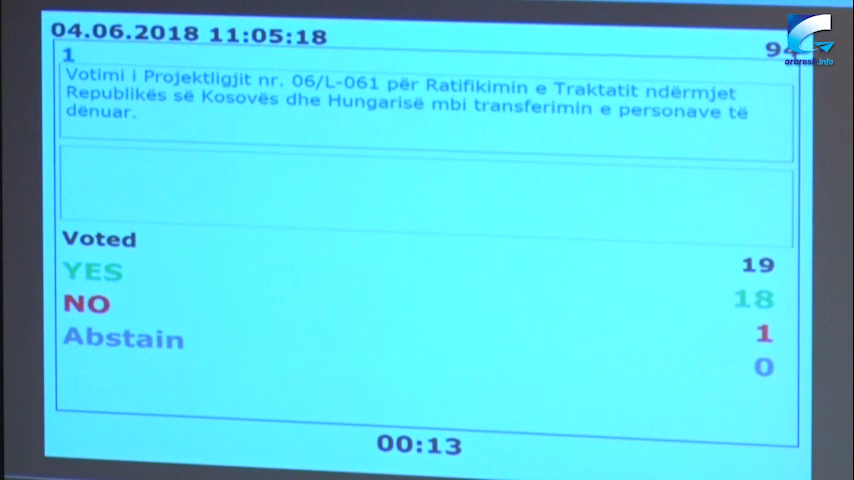 04.06.2018 11:05:18
94
arbresh.info
1
Votimi i Projektligjit nr. 06/L-061 për Ratifikimin e Traktatit ndërmjet
Republikës së Kosovës dhe Hungarisë mbi transferimin e personave të
dënuar.
Voted 19
YES 18
NO 1
Abstain 0
00:13